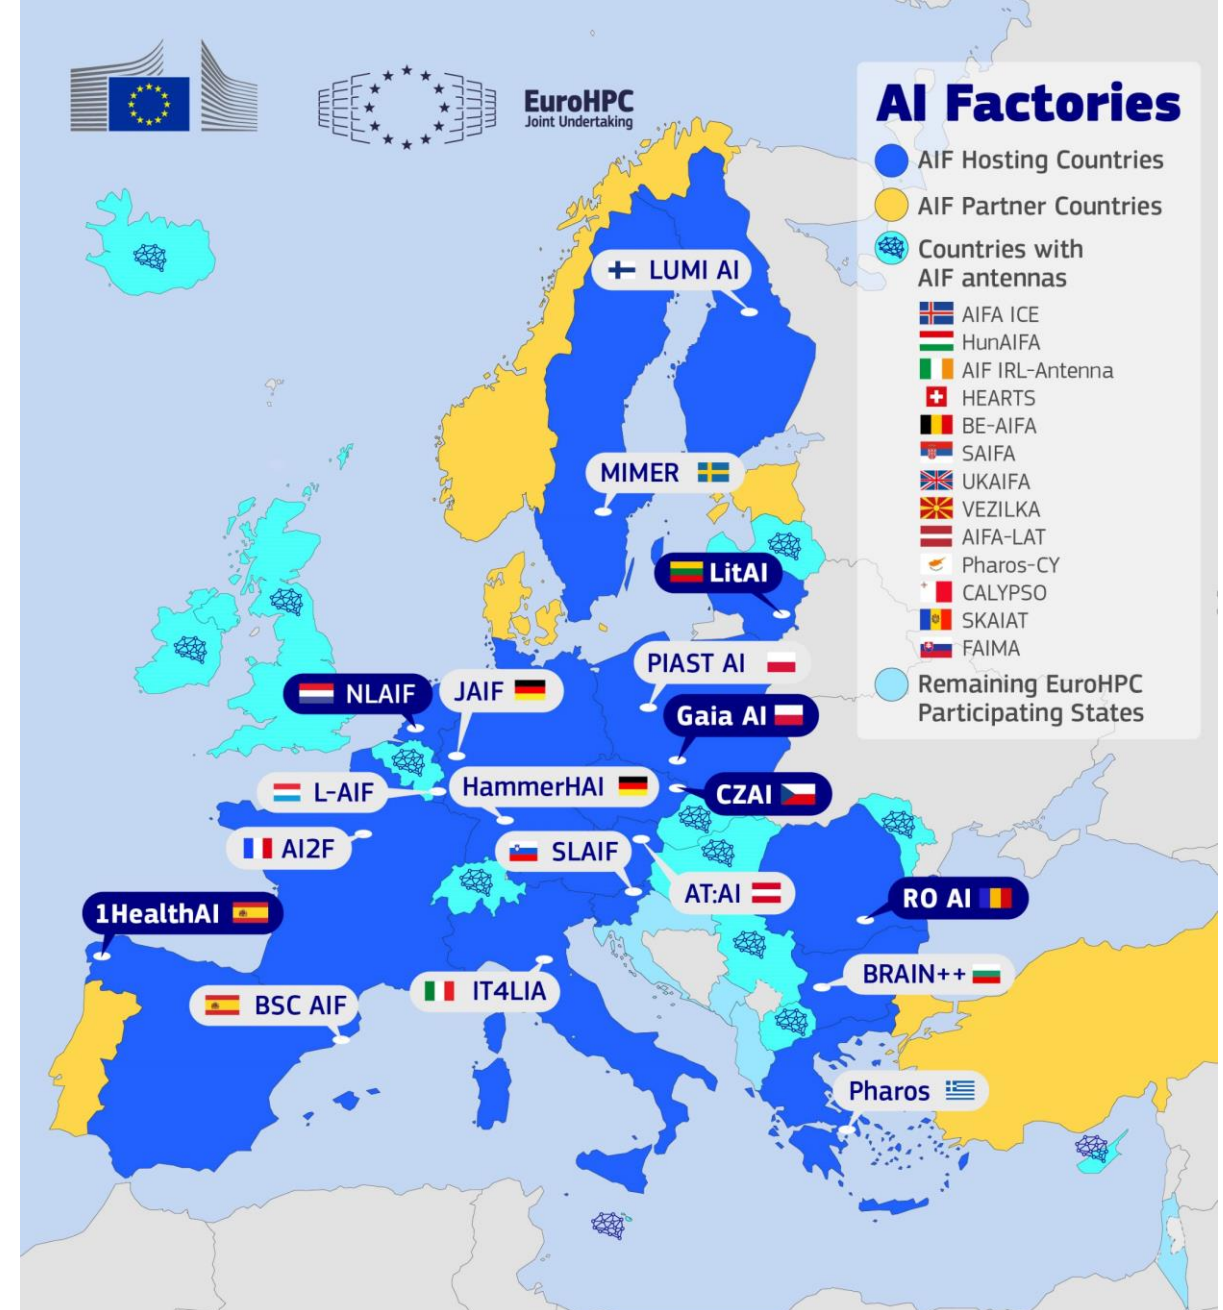 EuroHPC
Joint Undertaking
AI Factories
AIF Hosting Countries
AIF Partner Countries
Countries with
AIF antennas
AIFA ICE
HunAIFA
AIF IRL-Antenna
HEARTS
BE-AIFA
SAIFA
UKAIFA
VEZILKA
AIFA-LAT
Pharos-CY
CALYPSO
SKAIAT
FAIMA
Remaining EuroHPC
Participating States
LUMI AI
MIMER
LitAI
PIAST AI
NLAIF
JAIF
Gaia AI
L-AIF
HammerHAI
CZAI
AI2F
SLAIF
AT:AI
RO AI
1HealthAI
BRAIN++
IT4LIA
BSC AIF
Pharos